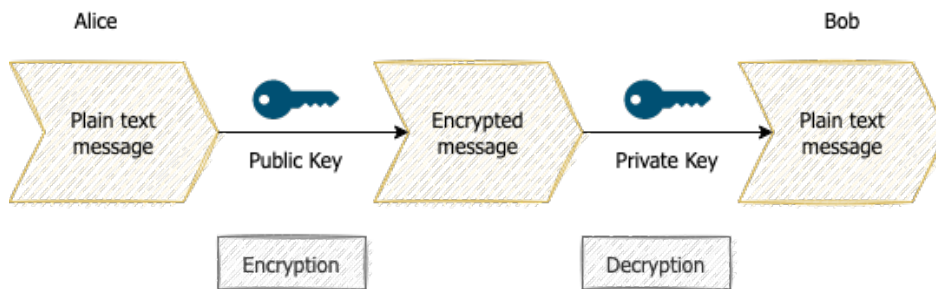 Alice
Bob
Plain text
message
Public Key
Encrypted
message
Private Key
Plain text
message
Encryption
Decryption